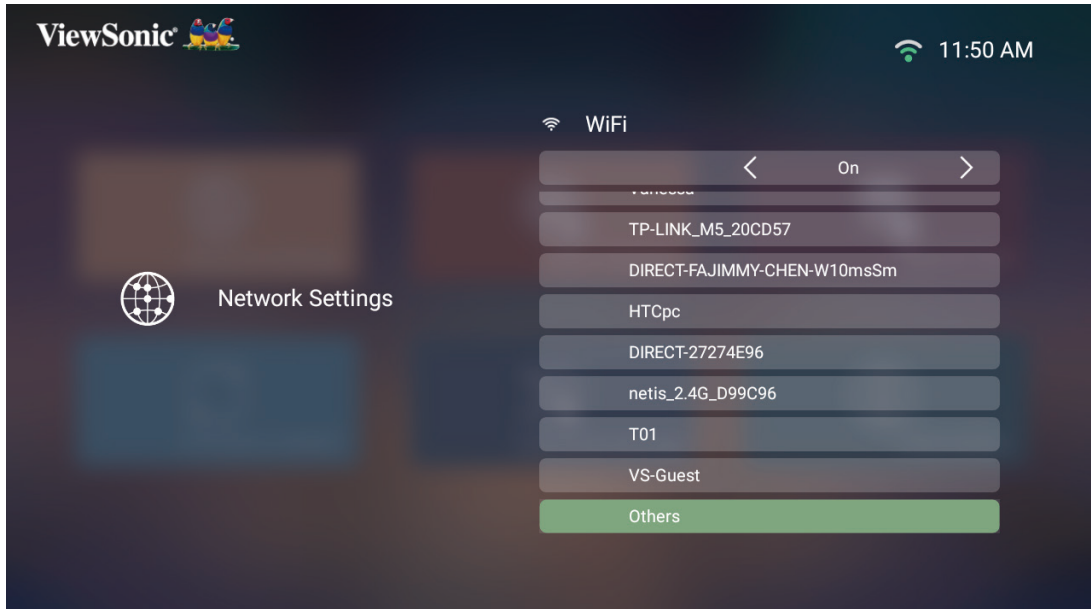 ViewSonic
11:50 AM
WiFi
On
Vanessa
TP-LINK_M5_20CD57
DIRECT-FAJIMMY-CHEN-W10msSm
Network Settings
HTCpc
DIRECT-27274E96
netis_2.4G_D99C96
T01
VS-Guest
Others